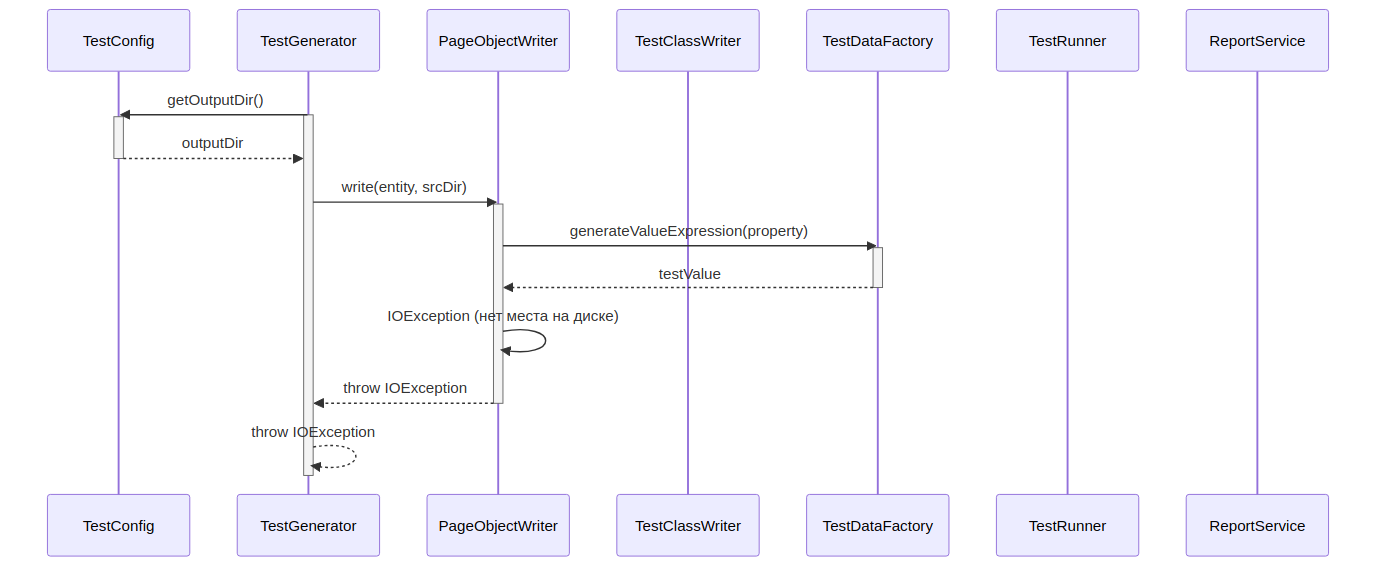 TestConfig
TestGenerator
PageObjectWriter
TestClassWriter
TestDataFactory
TestRunner
ReportService
getOutputDir()
outputDir
write(entity, srcDir)
generateValueExpression(property)
testValue
IOException (нет места на диске)
throw IOException
throw IOException
TestConfig
TestGenerator
PageObjectWriter
TestClassWriter
TestDataFactory
TestRunner
ReportService